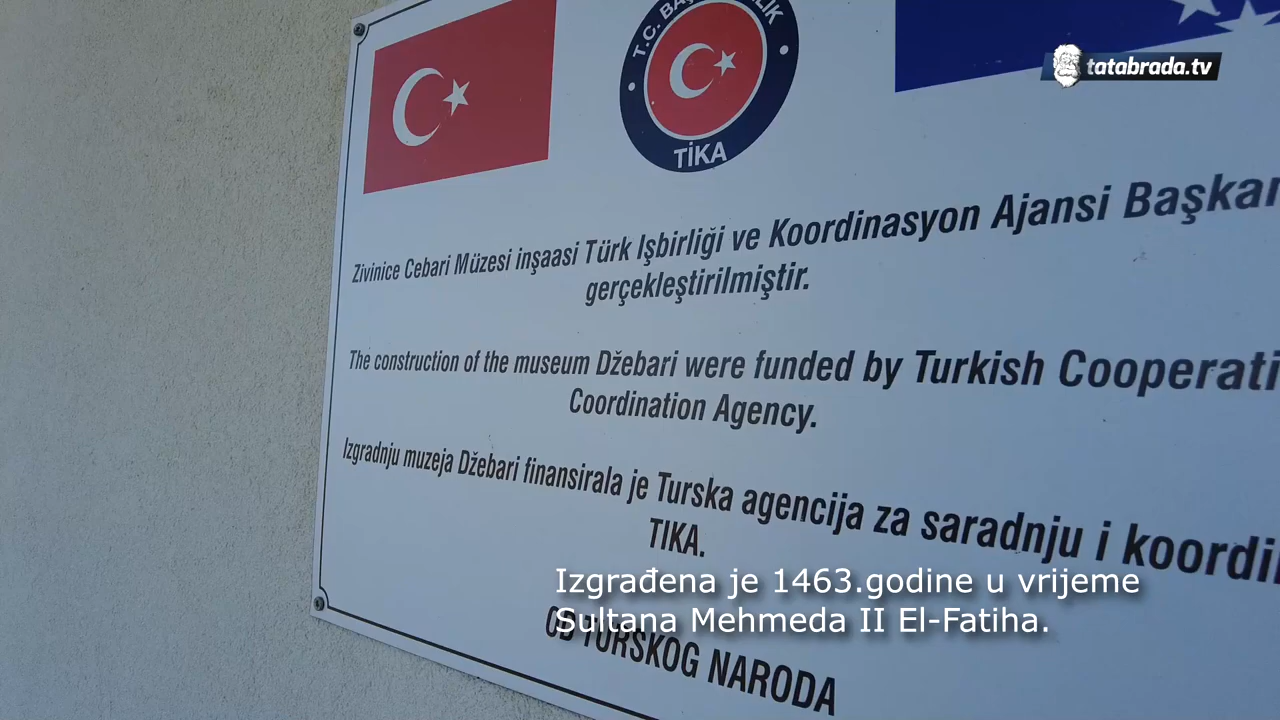 T.C. BAŞ
LIK
TİKA
tatabrada.tv
Zivinice Cebari Müzesi inşaasi Türk Işbirliği ve Koordinasyon Ajansi Başkan
gerçekleştirilmiştir.
The construction of the museum Džebari were funded by Turkish Cooperati
Coordination Agency.
Izgradnju muzeja Džebari finansirala je Turska agencija za saradnju i koordi
TIKA.
Izgrađena je 1463.godine u vrijeme
Sultana Mehmeda II El-Fatiha.
OD TURSKOG NARODA